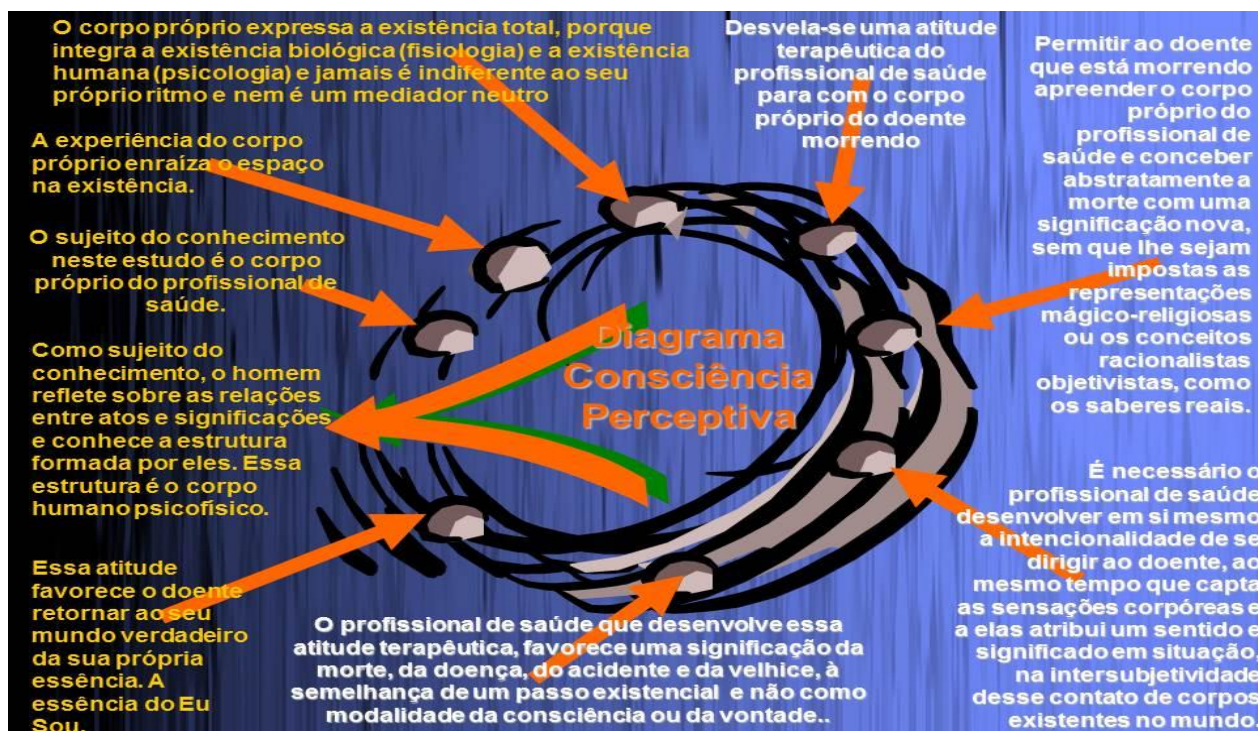 O corpo próprio expressa a existência total, porque
integra a existência biológica (fisiologia) e a existência
humana (psicologia) e jamais é indiferente ao seu
próprio ritmo e nem é um mediador neutro
A experiência do corpo
próprio enraíza o espaço
na existência.
O sujeito do conhecimento
neste estudo é o corpo
próprio do profissional de
saúde.
Como sujeito do
conhecimento, o homem
reflete sobre as relações
entre atos e significações
e conhece a estrutura
formada por eles. Essa
estrutura é o corpo
humano psicofísico.
Essa atitude
favorece o doente
retornar ao seu
mundo verdadeiro
da sua própria
essência. A
essência do Eu
Sou.
Diagrama
Consciência
Perceptiva
Desvela-se uma atitude
terapêutica do
profissional de saúde
para com o corpo
próprio do doente
morrendo
Permitir ao doente
que está morrendo
apreender o corpo
próprio do
profissional de
saúde e conceber
abstratamente a
morte com uma
significação nova,
sem que lhe sejam
impostas as
representações
mágico-religiosas
ou os conceitos
racionalistas
objetivistas, como
os saberes reais.
É necessário o
profissional de saúde
desenvolver em si mesmo
a intencionalidade de se
dirigir ao doente, ao
mesmo tempo que capta
as sensações corpóreas e
a elas atribui um sentido e
significado em situação,
na intersubjetividade
desse contato de corpos
existentes no mundo.
O profissional de saúde que desenvolve essa
atitude terapêutica, favorece uma significação da
morte, da doença, do acidente e da velhice, à
semelhança de um passo existencial e não como
modalidade da consciência ou da vontade..